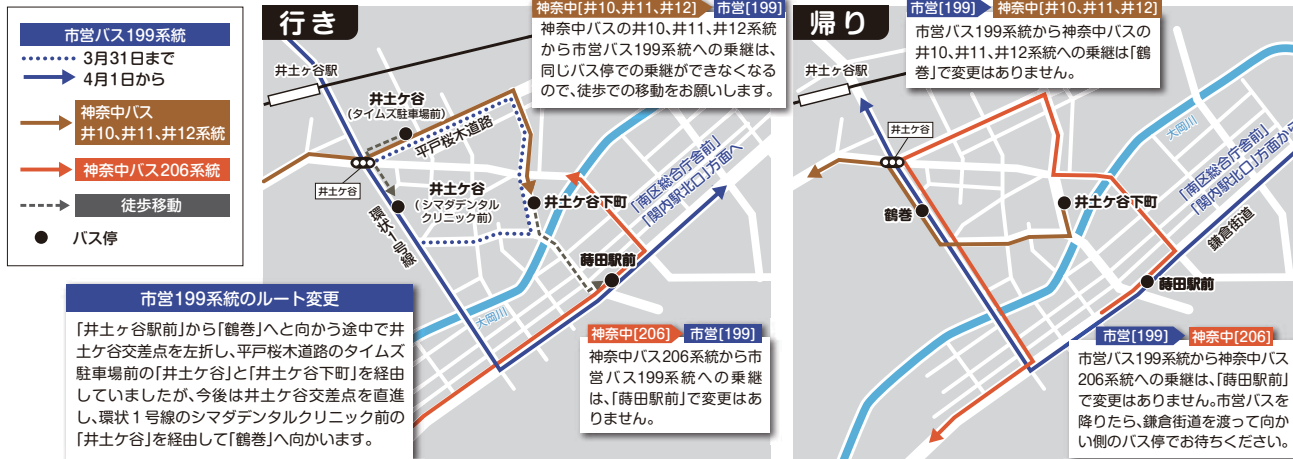 市営バス199系統
3月31日まで
4月1日から
神奈中バス
井10、井11、井12系統
神奈中バス206系統
徒歩移動
バス停
行き
神奈中[井10、井11、井12] 市営[199]
神奈中バスの井10、井11、井12系統
から市営バス199系統への乗継は、
同じバス停での乗継ができなくなる
ので、徒歩での移動をお願いします。
井土ヶ谷駅
井土ケ谷
(タイムズ駐車場前)
平戸桜木道路
井土ケ谷
井土ケ谷
(シマダデンタル
クリニック前)
環状1号線
井土ケ谷下町
大岡川
「南区総合庁舎前」
「関内駅北口」方面へ
蒔田駅前
神奈中[206] 市営[199]
神奈中バス206系統から市
営バス199系統への乗継
は、「蒔田駅前」で変更はあ
りません。
市営199系統のルート変更
「井土ヶ谷駅前」から「鶴巻」へと向かう途中で井
土ケ谷交差点を左折し、平戸桜木道路のタイムズ
駐車場前の「井土ケ谷」と「井土ケ谷下町」を経由
していましたが、今後は井土ケ谷交差点を直進
し、環状1号線のシマダデンタルクリニック前の
「井土ケ谷」を経由して「鶴巻」へ向かいます。
帰り
市営[199] 神奈中[井10、井11、井12]
市営バス199系統から神奈中バスの
井10、井11、井12系統への乗継は「鶴
巻」で変更はありません。
井土ヶ谷駅
井土ケ谷
鶴巻
大岡川
井土ケ谷下町
「南区総合庁舎前」
「関内駅北口」方面から
鎌倉街道
蒔田駅前
市営[199] 神奈中[206]
市営バス199系統から神奈中バス
206系統への乗継は、「蒔田駅前」
で変更はありません。市営バスを
降りたら、鎌倉街道を渡って向か
い側のバス停でお待ちください。